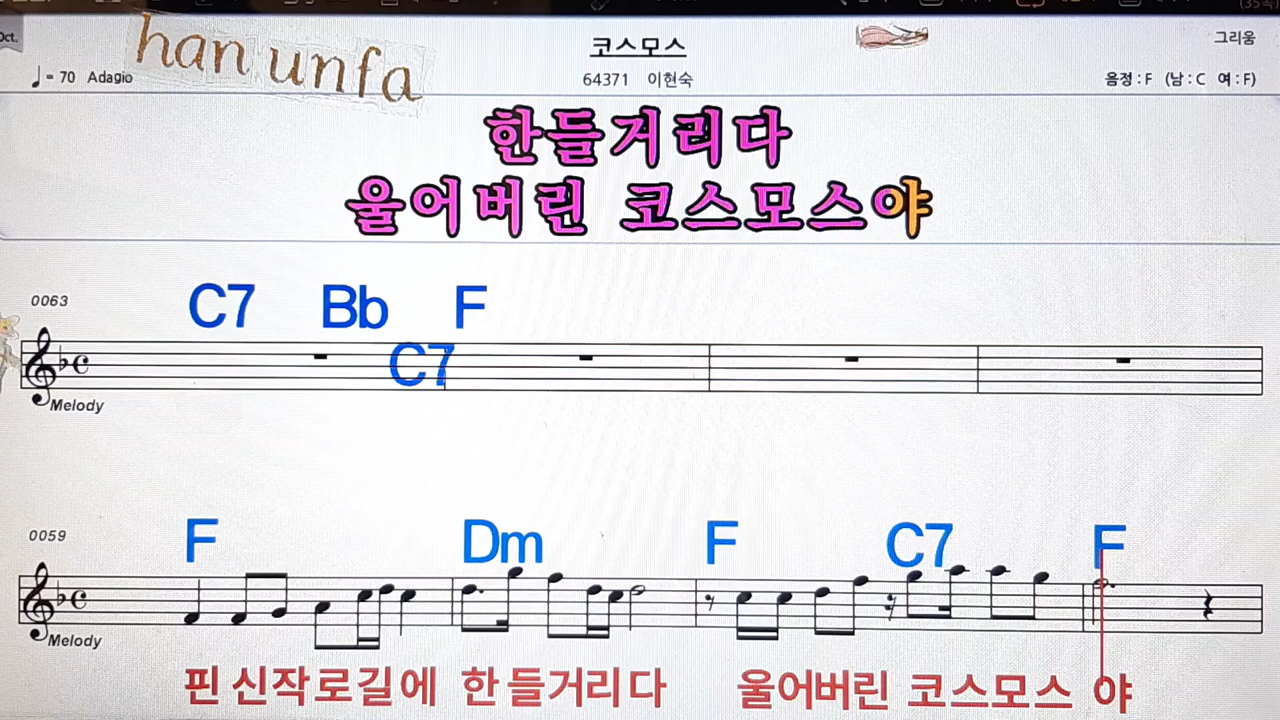 (35곡)
Oct.
han unfa
코스모스
그리움
♩= 70 Adagio
64371 이현숙
음정 : F (남 : C 여 : F)
한들거리다
울어버린 코스모스야
0063
C7 Bb F
C7
Melody
0059
F Dm F C7 F
Melody
핀 신작로길에 한들거리다 울어버린 코스모스 야